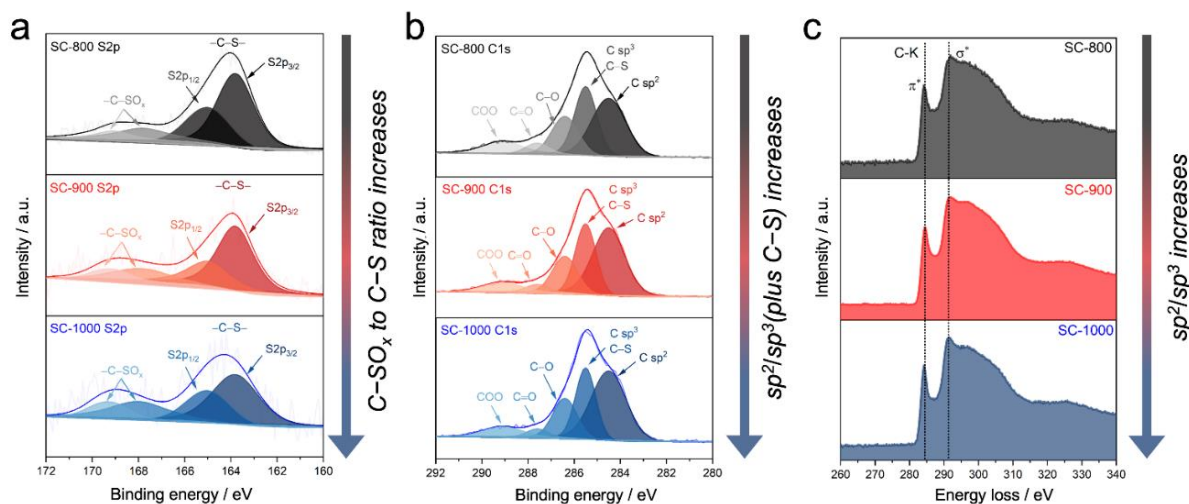 a
SC-800 S2p
–C–S–
S2p3/2
S2p1/2
–C–SOx
SC-900 S2p
–C–S–
S2p3/2
S2p1/2
–C–SOx
SC-1000 S2p
–C–S–
S2p3/2
S2p1/2
–C–SOx
Intensity / a.u.
172 170 168 166 164 162 160
Binding energy / eV
C–SOx to C–S ratio increases
b
SC-800 C1s
C sp3
C–S
C sp2
C–O
C=O
COO
SC-900 C1s
C sp3
C–S
C sp2
C–O
C=O
COO
SC-1000 C1s
C sp3
C–S
C sp2
C–O
C=O
COO
Intensity / a.u.
292 290 288 286 284 282 280
Binding energy / eV
sp2/sp3(plus C–S) increases
c
SC-800
C-K
σ*
π*
SC-900
SC-1000
Intensity / a.u.
260 270 280 290 300 310 320 330 340
Energy loss / eV
sp2/sp3 increases